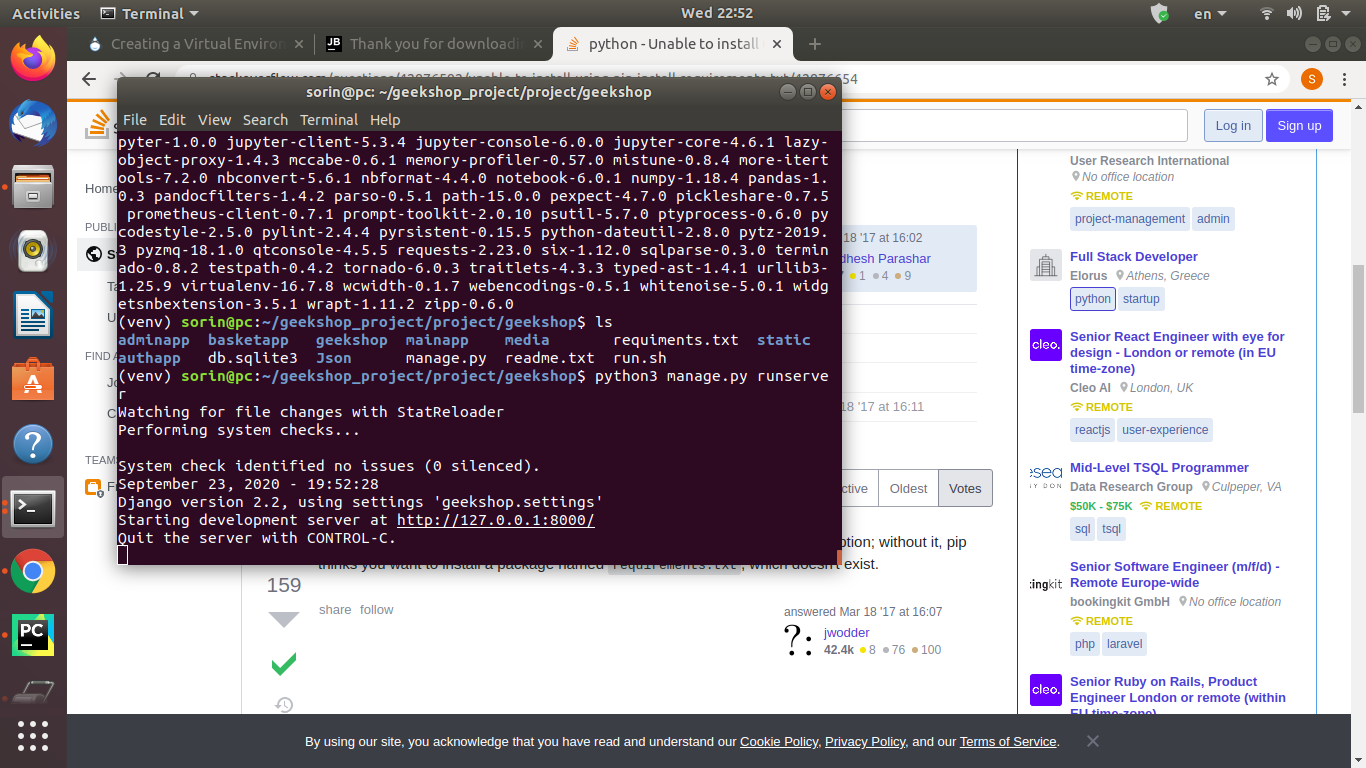 Activities Terminal Wed 22:52 en
Creating a Virtual Environ
Thank you for downloadin
python - Unable to install
S
sorin@pc: ~/geekshop_project/project/geekshop
File Edit View Search Terminal Help
pyter-1.0.0 jupyter-client-5.3.4 jupyter-console-6.0.0 jupyter-core-4.6.1 lazy-
object-proxy-1.4.3 mccabe-0.6.1 memory-profiler-0.57.0 mistune-0.8.4 more-itert
ools-7.2.0 nbconvert-5.6.1 nbformat-4.4.0 notebook-6.0.1 numpy-1.18.4 pandas-1.
0.3 pandocfilters-1.4.2 parso-0.5.1 path-15.0.0 pexpect-4.7.0 pickleshare-0.7.5
prometheus-client-0.7.1 prompt-toolkit-2.0.10 psutil-5.7.0 ptyprocess-0.6.0 py
codestyle-2.5.0 pylint-2.4.4 pyrsistent-0.15.5 python-dateutil-2.8.0 pytz-2019.
3 pyzmq-18.1.0 qtconsole-4.5.5 requests-2.23.0 six-1.12.0 sqlparse-0.3.0 termin
ado-0.8.2 testpath-0.4.2 tornado-6.0.3 traitlets-4.3.3 typed-ast-1.4.1 urllib3-
1.25.9 virtualenv-16.7.8 wcwidth-0.1.7 webencodings-0.5.1 whitenoise-5.0.1 widg
etsnbextension-3.5.1 wrapt-1.11.2 zipp-0.6.0
(venv) sorin@pc:~/geekshop_project/project/geekshop$ ls
adminapp basketapp geekshop mainapp media requiments.txt static
authapp db.sqlite3 Json manage.py readme.txt run.sh
(venv) sorin@pc:~/geekshop_project/project/geekshop$ python3 manage.py runserve
r
Watching for file changes with StatReloader
Performing system checks...
System check identified no issues (0 silenced).
September 23, 2020 - 19:52:28
Django version 2.2, using settings 'geekshop.settings'
Starting development server at http://127.0.0.1:8000/
Quit the server with CONTROL-C.
Log in Sign up
Home
PUBLI
S
Ta
U
FIND A
Jo
C
TEAMS
F
18 '17 at 16:02
dhesh Parashar
1 4 9
18 '17 at 16:11
ctive Oldest Votes
ption; without it, pip
thinks you want to install a package named requirements.txt, which doesn't exist.
159
share follow
answered Mar 18 '17 at 16:07
jwodder
42.4k 8 76 100
User Research International
No office location
REMOTE
project-management admin
Full Stack Developer
Elorus Athens, Greece
python startup
cleo.
Senior React Engineer with eye for
design - London or remote (in EU
time-zone)
Cleo AI London, UK
REMOTE
reactjs user-experience
Mid-Level TSQL Programmer
Data Research Group Culpeper, VA
$50K - $75K REMOTE
sql tsql
Senior Software Engineer (m/f/d) -
Remote Europe-wide
bookingkit GmbH No office location
REMOTE
php laravel
cleo.
Senior Ruby on Rails, Product
Engineer London or remote (within
EU time-zone)
By using our site, you acknowledge that you have read and understand our Cookie Policy, Privacy Policy, and our Terms of Service.